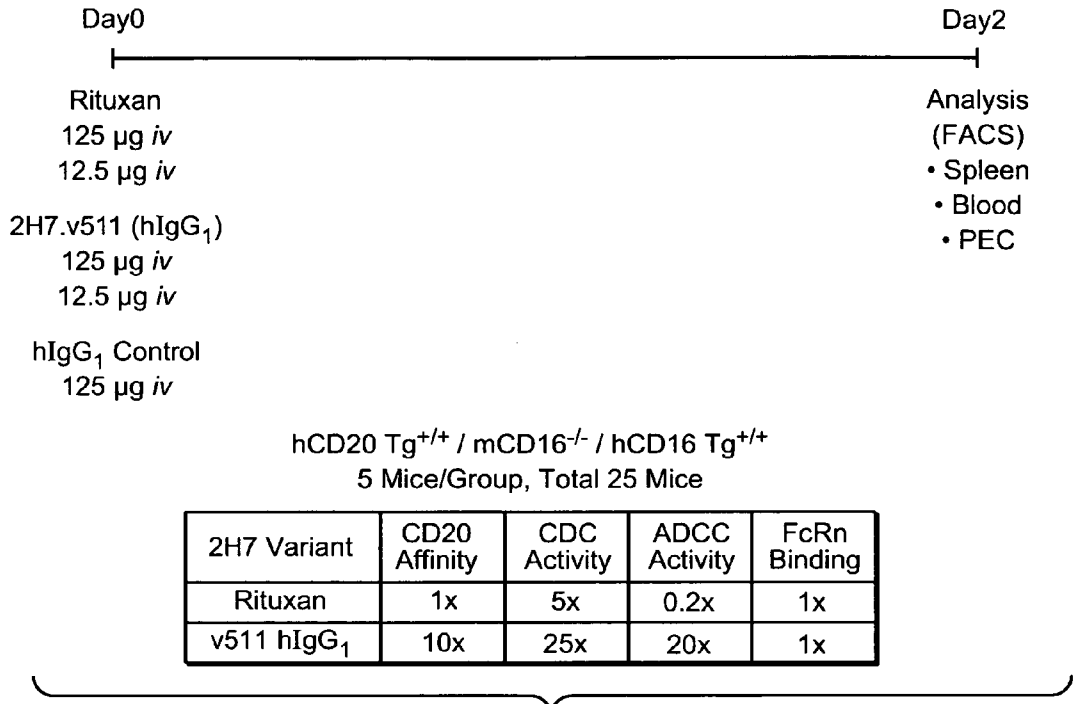 Day0
Day2
Rituxan
125 µg iv
12.5 µg iv
2H7.v511 (hIgG₁)
125 µg iv
12.5 µg iv
hIgG₁ Control
125 µg iv
Analysis
(FACS)
• Spleen
• Blood
• PEC
hCD20 Tg⁺/⁺ / mCD16⁻/⁻ / hCD16 Tg⁺/⁺
5 Mice/Group, Total 25 Mice
2H7 Variant | CD20 Affinity | CDC Activity | ADCC Activity | FcRn Binding
Rituxan | 1x | 5x | 0.2x | 1x
v511 hIgG₁ | 10x | 25x | 20x | 1x